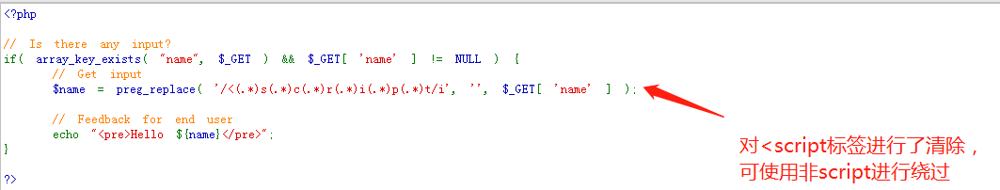 <?php
// Is there any input?
if( array_key_exists( "name", $_GET ) && $_GET[ 'name' ] != NULL ) {
// Get input
$name = preg_replace( '/<(.*)s(.*)c(.*)r(.*)i(.*)p(.*)t/i', '', $_GET[ 'name' ] );
// Feedback for end user
echo "<pre>Hello ${name}</pre>";
}
?>
对<script标签进行了清除，
可使用非script进行绕过